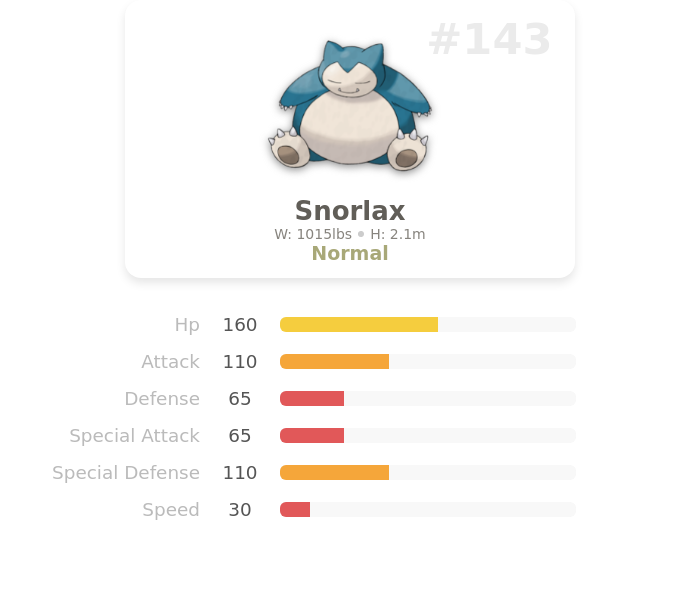 #143
Snorlax
W: 1015lbs • H: 2.1m
Normal
Hp 160
Attack 110
Defense 65
Special Attack 65
Special Defense 110
Speed 30